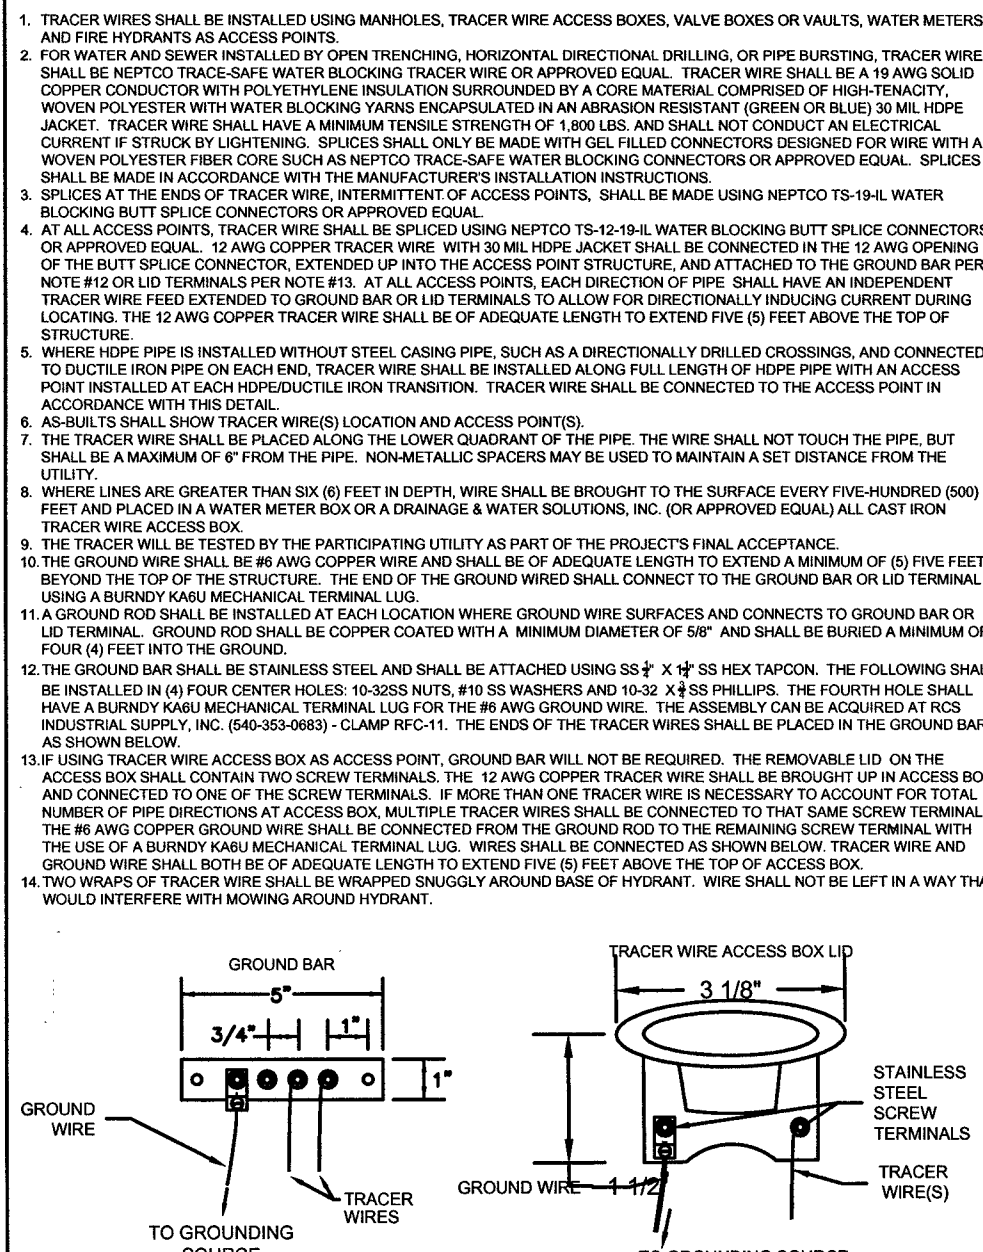 1. TRACER WIRES SHALL BE INSTALLED USING MANHOLES, TRACER WIRE ACCESS BOXES, VALVE BOXES OR VAULTS, WATER METERS
AND FIRE HYDRANTS AS ACCESS POINTS.
2. FOR WATER AND SEWER INSTALLED BY OPEN TRENCHING, HORIZONTAL DIRECTIONAL DRILLING, OR PIPE BURSTING, TRACER WIRE
SHALL BE NEPTCO TRACE-SAFE WATER BLOCKING TRACER WIRE OR APPROVED EQUAL. TRACER WIRE SHALL BE A 19 AWG SOLID
COPPER CONDUCTOR WITH POLYETHYLENE INSULATION SURROUNDED BY A CORE MATERIAL COMPRISED OF HIGH-TENACITY,
WOVEN POLYESTER WITH WATER BLOCKING YARNS ENCAPSULATED IN AN ABRASION RESISTANT (GREEN OR BLUE) 30 MIL HDPE
JACKET. TRACER WIRE SHALL HAVE A MINIMUM TENSILE STRENGTH OF 1,800 LBS. AND SHALL NOT CONDUCT AN ELECTRICAL
CURRENT IF STRUCK BY LIGHTENING. SPLICES SHALL ONLY BE MADE WITH GEL FILLED CONNECTORS DESIGNED FOR WIRE WITH A
WOVEN POLYESTER FIBER CORE SUCH AS NEPTCO TRACE-SAFE WATER BLOCKING CONNECTORS OR APPROVED EQUAL. SPLICES
SHALL BE MADE IN ACCORDANCE WITH THE MANUFACTURER'S INSTALLATION INSTRUCTIONS.
3. SPLICES AT THE ENDS OF TRACER WIRE, INTERMITTENT OF ACCESS POINTS, SHALL BE MADE USING NEPTCO TS-19-IL WATER
BLOCKING BUTT SPLICE CONNECTORS OR APPROVED EQUAL.
4. AT ALL ACCESS POINTS, TRACER WIRE SHALL BE SPLICED USING NEPTCO TS-12-19-IL WATER BLOCKING BUTT SPLICE CONNECTORS
OR APPROVED EQUAL. 12 AWG COPPER TRACER WIRE WITH 30 MIL HDPE JACKET SHALL BE CONNECTED IN THE 12 AWG OPENING
OF THE BUTT SPLICE CONNECTOR, EXTENDED UP INTO THE ACCESS POINT STRUCTURE, AND ATTACHED TO THE GROUND BAR PER
NOTE #12 OR LID TERMINALS PER NOTE #13. AT ALL ACCESS POINTS, EACH DIRECTION OF PIPE SHALL HAVE AN INDEPENDENT
TRACER WIRE FEED EXTENDED TO GROUND BAR OR LID TERMINALS TO ALLOW FOR DIRECTIONALLY INDUCING CURRENT DURING
LOCATING. THE 12 AWG COPPER TRACER WIRE SHALL BE OF ADEQUATE LENGTH TO EXTEND FIVE (5) FEET ABOVE THE TOP OF
STRUCTURE.
5. WHERE HDPE PIPE IS INSTALLED WITHOUT STEEL CASING PIPE, SUCH AS A DIRECTIONALLY DRILLED CROSSINGS, AND CONNECTED
TO DUCTILE IRON PIPE ON EACH END, TRACER WIRE SHALL BE INSTALLED ALONG FULL LENGTH OF HDPE PIPE WITH AN ACCESS
POINT INSTALLED AT EACH HDPE/DUCTILE IRON TRANSITION. TRACER WIRE SHALL BE CONNECTED TO THE ACCESS POINT IN
ACCORDANCE WITH THIS DETAIL.
6. AS-BUILTS SHALL SHOW TRACER WIRE(S) LOCATION AND ACCESS POINT(S).
7. THE TRACER WIRE SHALL BE PLACED ALONG THE LOWER QUADRANT OF THE PIPE. THE WIRE SHALL NOT TOUCH THE PIPE, BUT
SHALL BE A MAXIMUM OF 6" FROM THE PIPE. NON-METALLIC SPACERS MAY BE USED TO MAINTAIN A SET DISTANCE FROM THE
UTILITY.
8. WHERE LINES ARE GREATER THAN SIX (6) FEET IN DEPTH, WIRE SHALL BE BROUGHT TO THE SURFACE EVERY FIVE-HUNDRED (500)
FEET AND PLACED IN A WATER METER BOX OR A DRAINAGE & WATER SOLUTIONS, INC. (OR APPROVED EQUAL) ALL CAST IRON
TRACER WIRE ACCESS BOX.
9. THE TRACER WILL BE TESTED BY THE PARTICIPATING UTILITY AS PART OF THE PROJECT'S FINAL ACCEPTANCE.
10. THE GROUND WIRE SHALL BE #6 AWG COPPER WIRE AND SHALL BE OF ADEQUATE LENGTH TO EXTEND A MINIMUM OF (5) FIVE FEET
BEYOND THE TOP OF THE STRUCTURE. THE END OF THE GROUND WIRED SHALL CONNECT TO THE GROUND BAR OR LID TERMINAL
USING A BURNDY KA6U MECHANICAL TERMINAL LUG.
11. A GROUND ROD SHALL BE INSTALLED AT EACH LOCATION WHERE GROUND WIRE SURFACES AND CONNECTS TO GROUND BAR OR
LID TERMINAL. GROUND ROD SHALL BE COPPER COATED WITH A MINIMUM DIAMETER OF 5/8" AND SHALL BE BURIED A MINIMUM OF
FOUR (4) FEET INTO THE GROUND.
12. THE GROUND BAR SHALL BE STAINLESS STEEL AND SHALL BE ATTACHED USING SS X SS HEX TAPCON. THE FOLLOWING SHAL
BE INSTALLED IN (4) FOUR CENTER HOLES: 10-32SS NUTS, #10 SS WASHERS AND 10-32 X SS PHILLIPS. THE FOURTH HOLE SHALL
HAVE A BURNDY KA6U MECHANICAL TERMINAL LUG FOR THE #6 AWG GROUND WIRE. THE ASSEMBLY CAN BE ACQUIRED AT RCS
INDUSTRIAL SUPPLY, INC. (540-353-0683) - CLAMP RFC-11. THE ENDS OF THE TRACER WIRES SHALL BE PLACED IN THE GROUND BAR
AS SHOWN BELOW.
13. IF USING TRACER WIRE ACCESS BOX AS ACCESS POINT, GROUND BAR WILL NOT BE REQUIRED. THE REMOVABLE LID ON THE
ACCESS BOX SHALL CONTAIN TWO SCREW TERMINALS. THE 12 AWG COPPER TRACER WIRE SHALL BE BROUGHT UP IN ACCESS BO
AND CONNECTED TO ONE OF THE SCREW TERMINALS. IF MORE THAN ONE TRACER WIRE IS NECESSARY TO ACCOUNT FOR TOTAL
NUMBER OF PIPE DIRECTIONS AT ACCESS BOX, MULTIPLE TRACER WIRES SHALL BE CONNECTED TO THAT SAME SCREW TERMINAL
THE #6 AWG COPPER GROUND WIRE SHALL BE CONNECTED FROM THE GROUND ROD TO THE REMAINING SCREW TERMINAL WITH
THE USE OF A BURNDY KA6U MECHANICAL TERMINAL LUG. WIRES SHALL BE CONNECTED AS SHOWN BELOW. TRACER WIRE AND
GROUND WIRE SHALL BOTH BE OF ADEQUATE LENGTH TO EXTEND FIVE (5) FEET ABOVE THE TOP OF ACCESS BOX.
14. TWO WRAPS OF TRACER WIRE SHALL BE WRAPPED SNUGGLY AROUND BASE OF HYDRANT. WIRE SHALL NOT BE LEFT IN A WAY THA
WOULD INTERFERE WITH MOWING AROUND HYDRANT.
GROUND BAR
5"
3/4"
1"
1"
GROUND
WIRE
TRACER
WIRES
TO GROUNDING
SOURCE
TRACER WIRE ACCESS BOX LID
3 1/8"
STAINLESS
STEEL
SCREW
TERMINALS
GROUND WIRE
1 1/2
TRACER
WIRE(S)
TO GROUNDING SOURCE